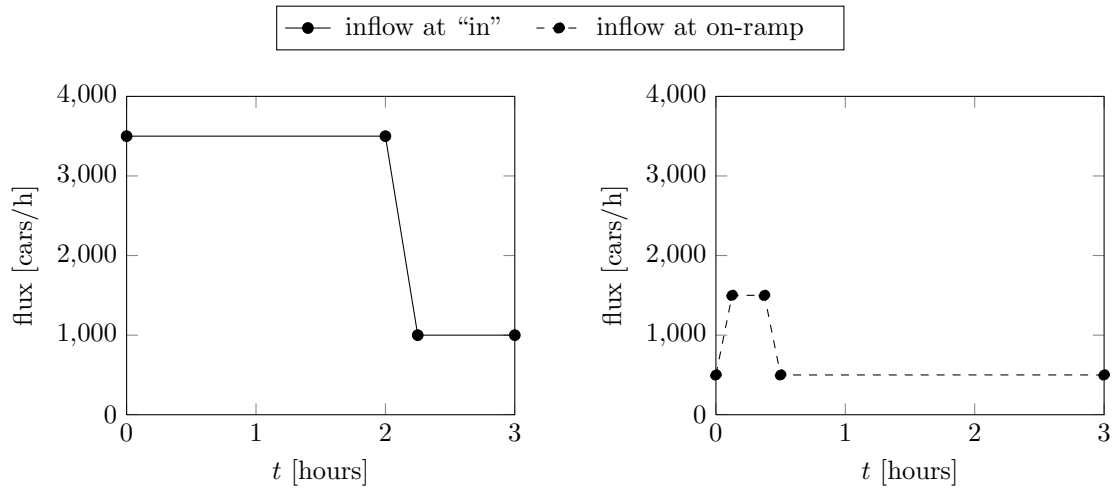 inflow at “in” inflow at on-ramp
4,000
3,000
2,000
1,000
0
flux [cars/h]
0 1 2 3
t [hours]
4,000
3,000
2,000
1,000
0
flux [cars/h]
0 1 2 3
t [hours]